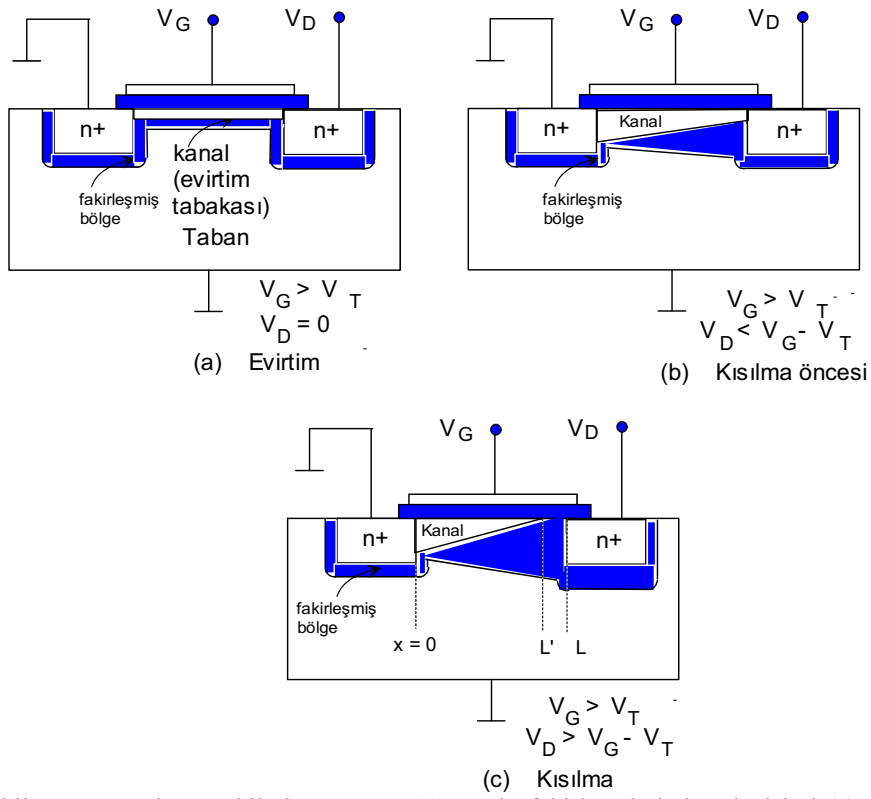 V_G V_D
n+ n+
kanal
(evirtim
tabakası)
fakirleşmiş
bölge
Taban
V_G > V_T
V_D = 0
(a) Evirtim
V_G V_D
n+ Kanal n+
fakirleşmiş
bölge
V_G > V_T
V_D < V_G - V_T
(b) Kısılma öncesi
V_G V_D
n+ Kanal n+
fakirleşmiş
bölge
x = 0 L' L
V_G > V_T
V_D > V_G - V_T
(c) Kısılma